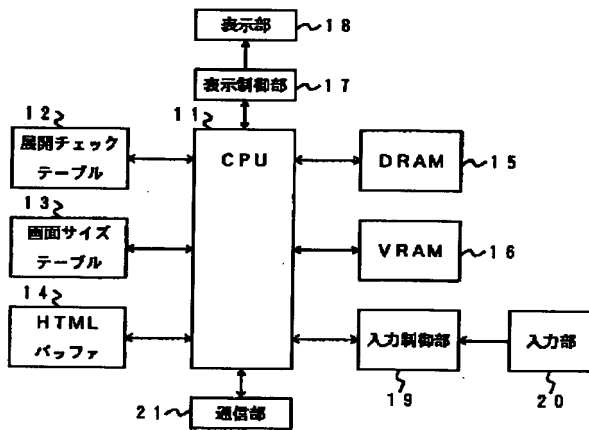 表示部
18
表示制御部
17
12
11
展開チェック
テーブル
CPU
DRAM
15
13
画面サイズ
テーブル
VRAM
16
14
HTML
バッファ
入力制御部
入力部
19
20
21
通信部